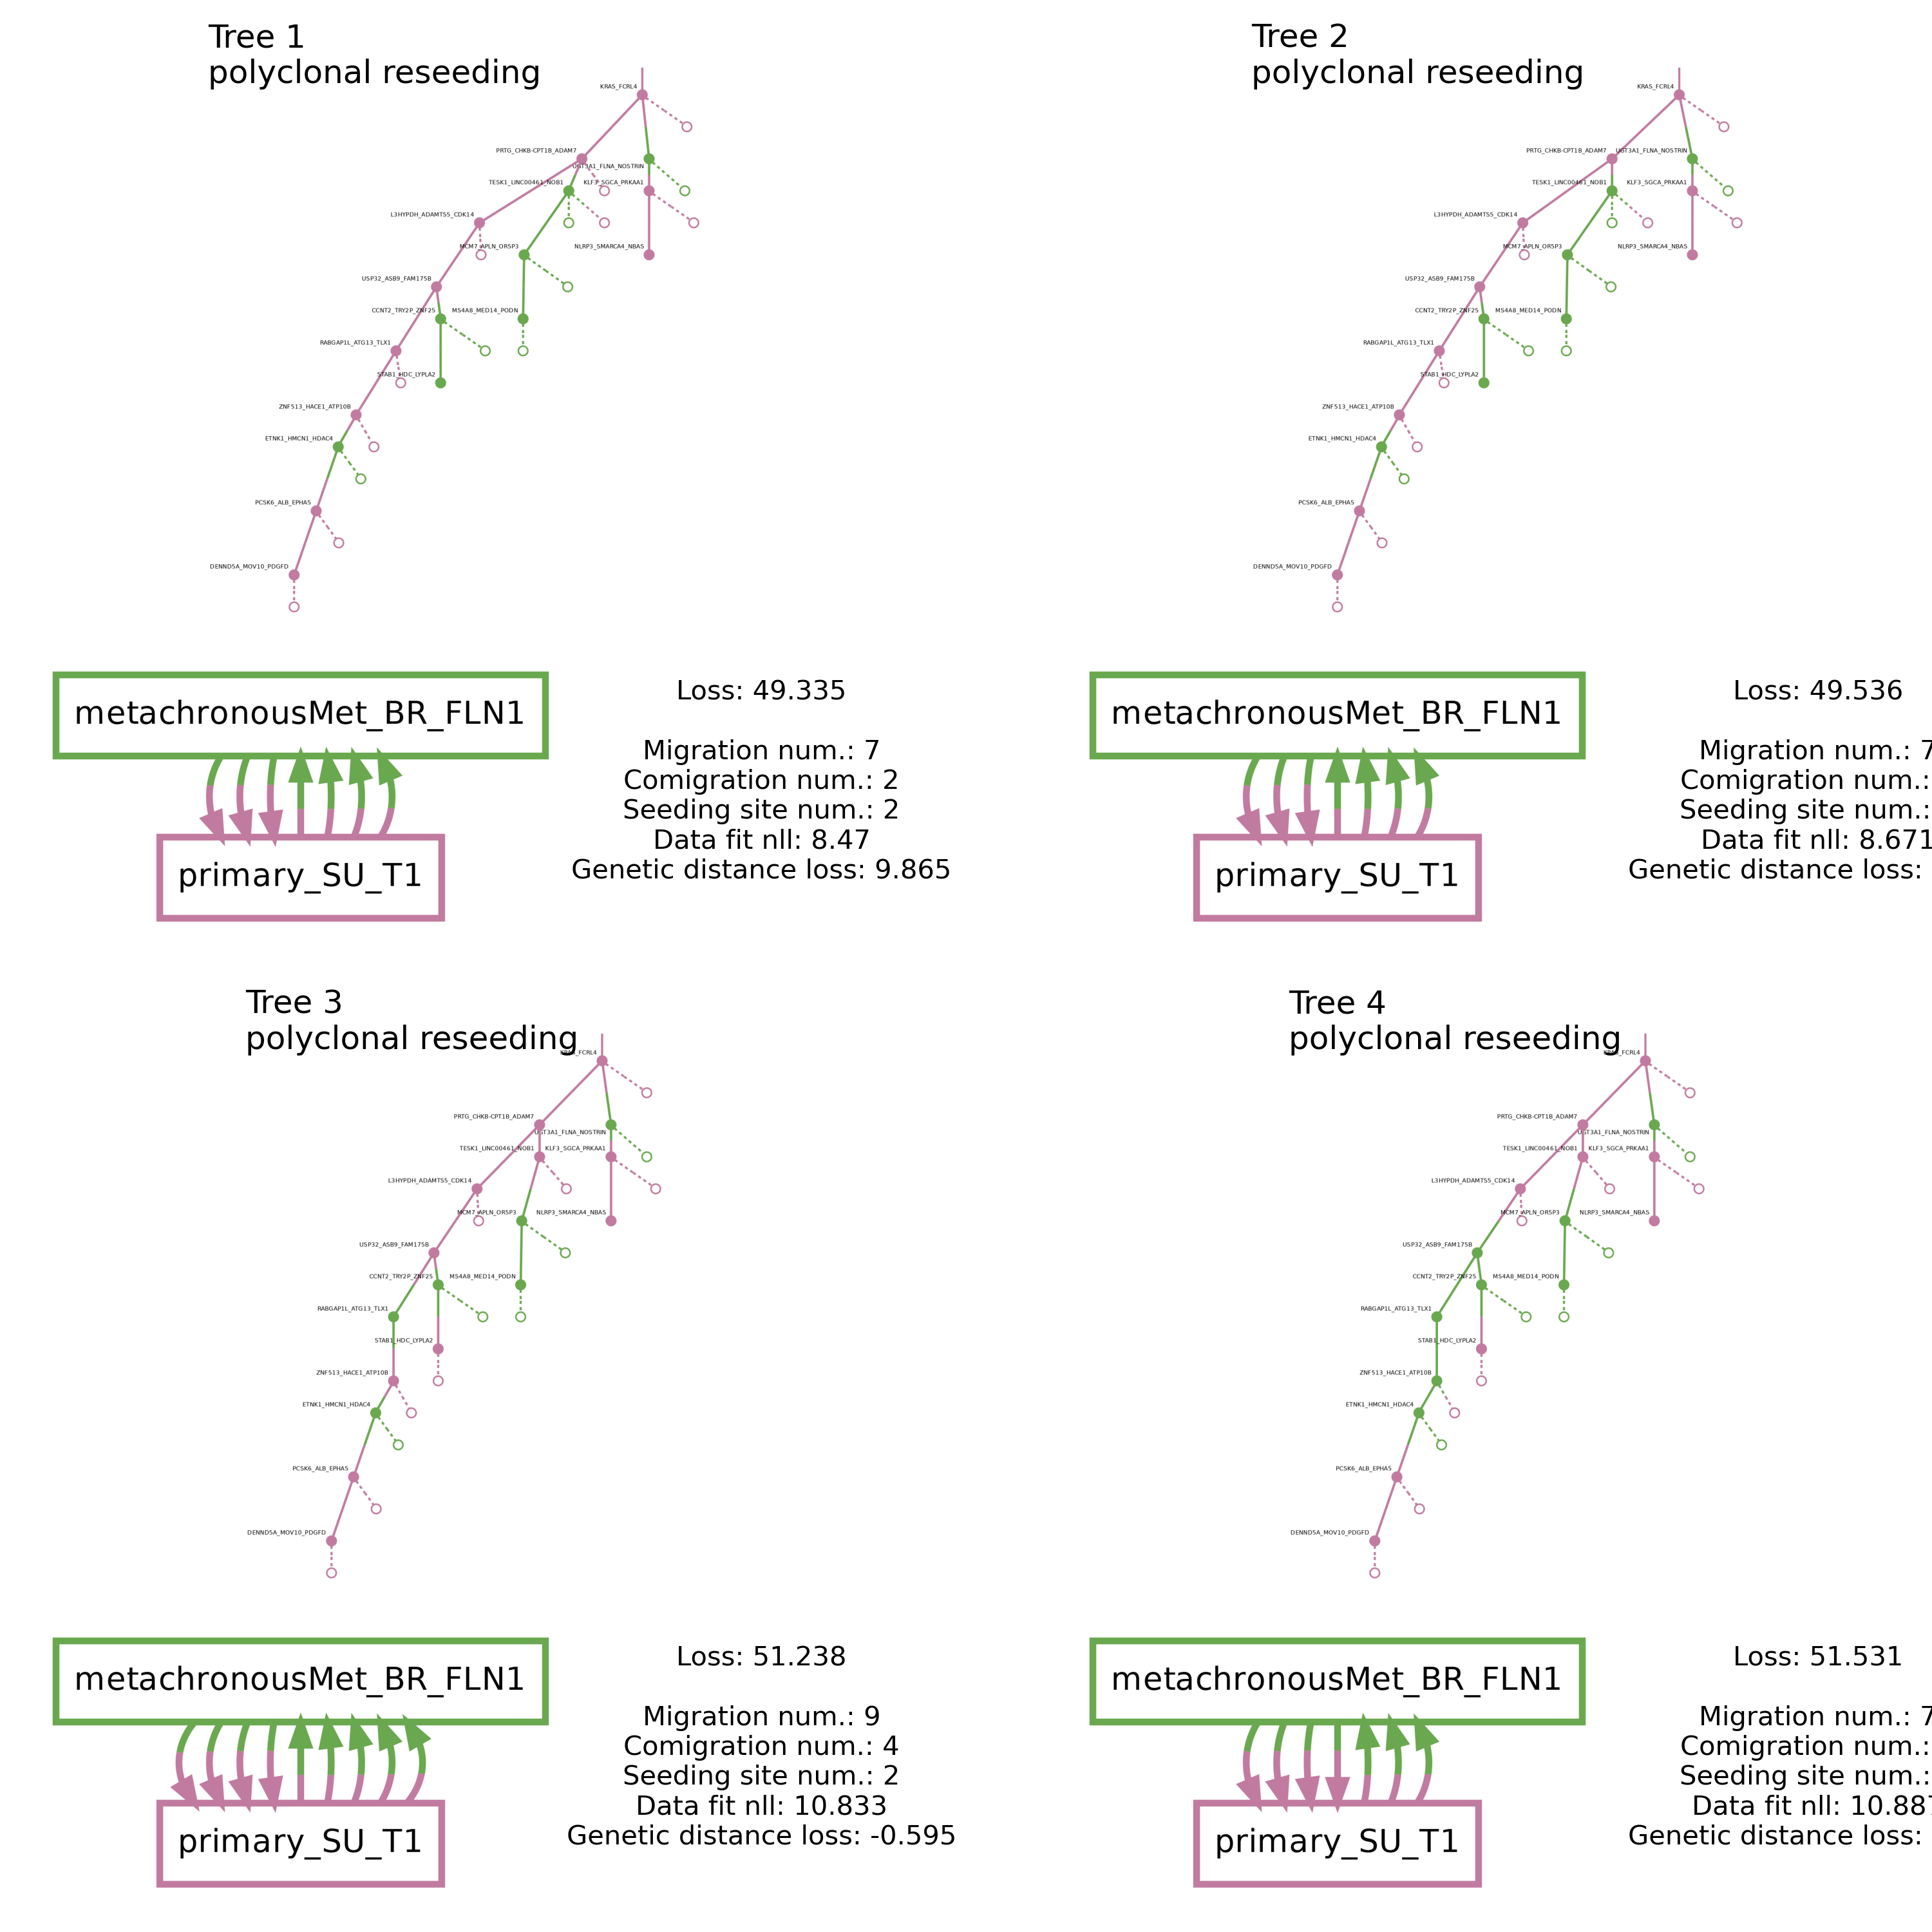 Tree 1
polyclonal reseeding
KRAS_FCRL4
PRTG_CHKB-CPT1B_ADAM7
UGT3A1_FLNA_NOSTRIN
TESK1_LINC00461_NOB1
KLF3_SGCA_PRKAA1
L3HYPDH_ADAMTS5_CDK14
MCM7_APLN_OR5P3
NLRP3_SMARCA4_NBAS
USP32_ASB9_FAM175B
CCNT2_TRY2P_ZNF25
MS4A8_MED14_PODN
RABGAP1L_ATG13_TLX1
STAB1_HDC_LYPLA2
ZNF513_HACE1_ATP10B
ETNK1_HMCN1_HDAC4
PCSK6_ALB_EPHA5
DENND5A_MOV10_PDGFD
metachronousMet_BR_FLN1
primary_SU_T1
Loss: 49.335
Migration num.: 7
Comigration num.: 2
Seeding site num.: 2
Data fit nll: 8.47
Genetic distance loss: 9.865
Tree 2
polyclonal reseeding
KRAS_FCRL4
PRTG_CHKB-CPT1B_ADAM7
UGT3A1_FLNA_NOSTRIN
TESK1_LINC00461_NOB1
KLF3_SGCA_PRKAA1
L3HYPDH_ADAMTS5_CDK14
MCM7_APLN_OR5P3
NLRP3_SMARCA4_NBAS
USP32_ASB9_FAM175B
CCNT2_TRY2P_ZNF25
MS4A8_MED14_PODN
RABGAP1L_ATG13_TLX1
STAB1_HDC_LYPLA2
ZNF513_HACE1_ATP10B
ETNK1_HMCN1_HDAC4
PCSK6_ALB_EPHA5
DENND5A_MOV10_PDGFD
metachronousMet_BR_FLN1
primary_SU_T1
Loss: 49.536
Migration num.: 7
Comigration num.:
Seeding site num.:
Data fit nll: 8.671
Genetic distance loss:
Tree 3
polyclonal reseeding
KRAS_FCRL4
PRTG_CHKB-CPT1B_ADAM7
UGT3A1_FLNA_NOSTRIN
TESK1_LINC00461_NOB1
KLF3_SGCA_PRKAA1
L3HYPDH_ADAMTS5_CDK14
MCM7_APLN_OR5P3
NLRP3_SMARCA4_NBAS
USP32_ASB9_FAM175B
CCNT2_TRY2P_ZNF25
MS4A8_MED14_PODN
RABGAP1L_ATG13_TLX1
STAB1_HDC_LYPLA2
ZNF513_HACE1_ATP10B
ETNK1_HMCN1_HDAC4
PCSK6_ALB_EPHA5
DENND5A_MOV10_PDGFD
metachronousMet_BR_FLN1
primary_SU_T1
Loss: 51.238
Migration num.: 9
Comigration num.: 4
Seeding site num.: 2
Data fit nll: 10.833
Genetic distance loss: -0.595
Tree 4
polyclonal reseeding
KRAS_FCRL4
PRTG_CHKB-CPT1B_ADAM7
UGT3A1_FLNA_NOSTRIN
TESK1_LINC00461_NOB1
KLF3_SGCA_PRKAA1
L3HYPDH_ADAMTS5_CDK14
MCM7_APLN_OR5P3
NLRP3_SMARCA4_NBAS
USP32_ASB9_FAM175B
CCNT2_TRY2P_ZNF25
MS4A8_MED14_PODN
RABGAP1L_ATG13_TLX1
STAB1_HDC_LYPLA2
ZNF513_HACE1_ATP10B
ETNK1_HMCN1_HDAC4
PCSK6_ALB_EPHA5
DENND5A_MOV10_PDGFD
metachronousMet_BR_FLN1
primary_SU_T1
Loss: 51.531
Migration num.: 7
Comigration num.:
Seeding site num.:
Data fit nll: 10.887
Genetic distance loss: